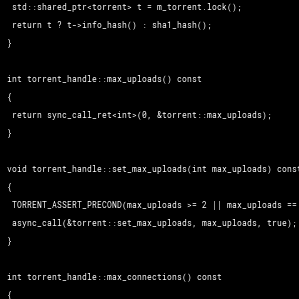 std::shared_ptr<torrent> t = m_torrent.lock();
return t ? t->info_hash() : sha1_hash();
}
int torrent_handle::max_uploads() const
{
return sync_call_ret<int>(0, &torrent::max_uploads);
}
void torrent_handle::set_max_uploads(int max_uploads) const
{
TORRENT_ASSERT_PRECOND(max_uploads >= 2 || max_uploads ==
async_call(&torrent::set_max_uploads, max_uploads, true);
}
int torrent_handle::max_connections() const
{